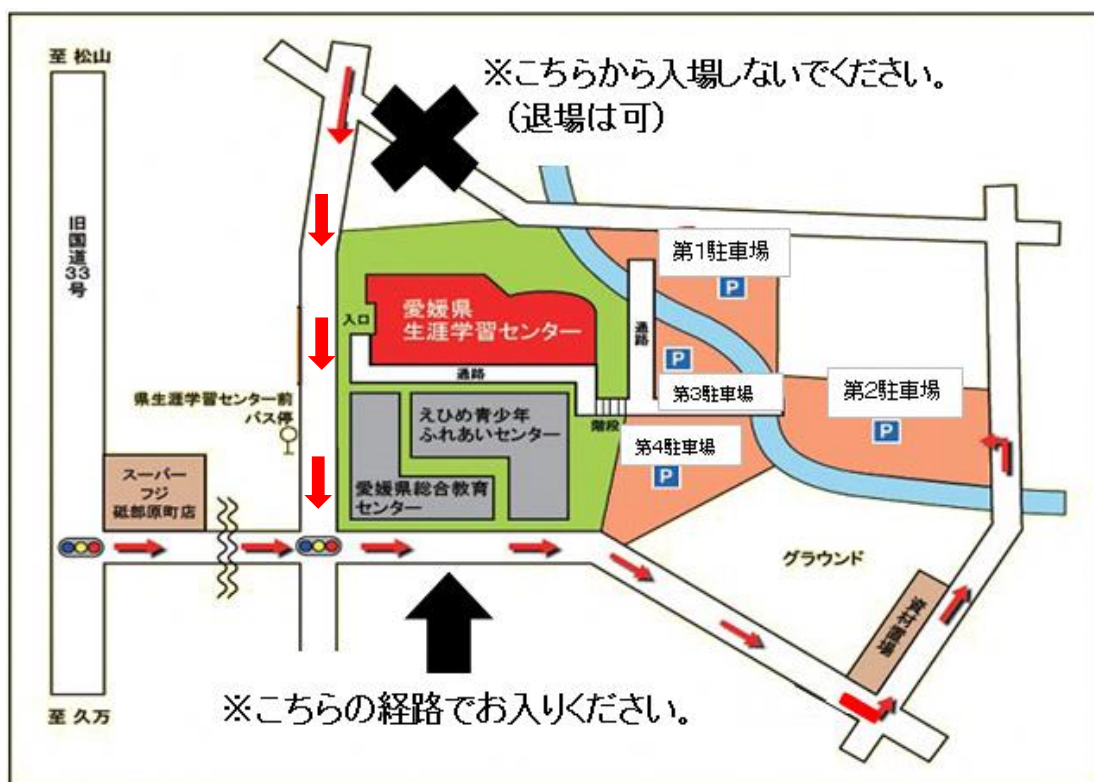 至 松山
※こちらから入場しないでください。
(退場は可)
旧国道33号
第1駐車場
P
愛媛県
生涯学習センター
入口
通路
通路
P
第3駐車場
第2駐車場
P
県生涯学習センター前
バス停
えひめ青少年
ふれあいセンター
階段
第4駐車場
P
スーパー
フジ
砥部原町店
愛媛県総合教育
センター
グラウンド
資材置場
※こちらの経路でお入りください。
至 久万